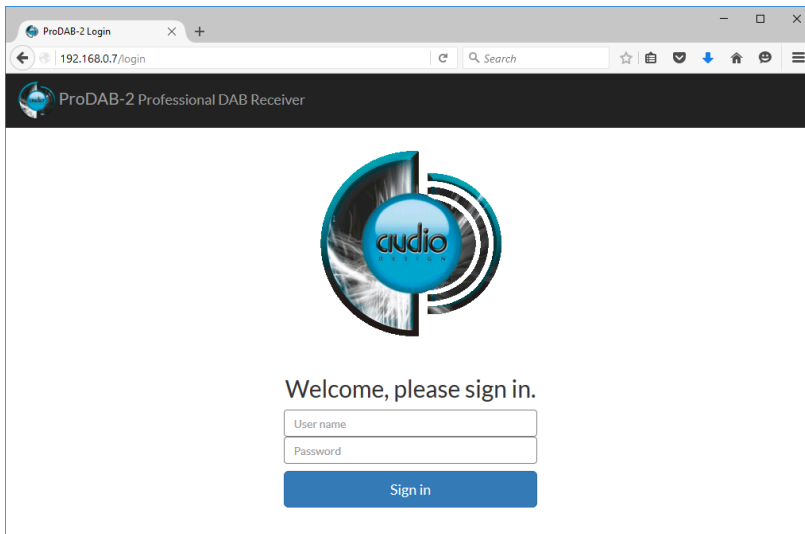 ProDAB-2 Login
192.168.0.7/login
Search
ProDAB-2 Professional DAB Receiver
audio
DESIGN
Welcome, please sign in.
User name
Password
Sign in